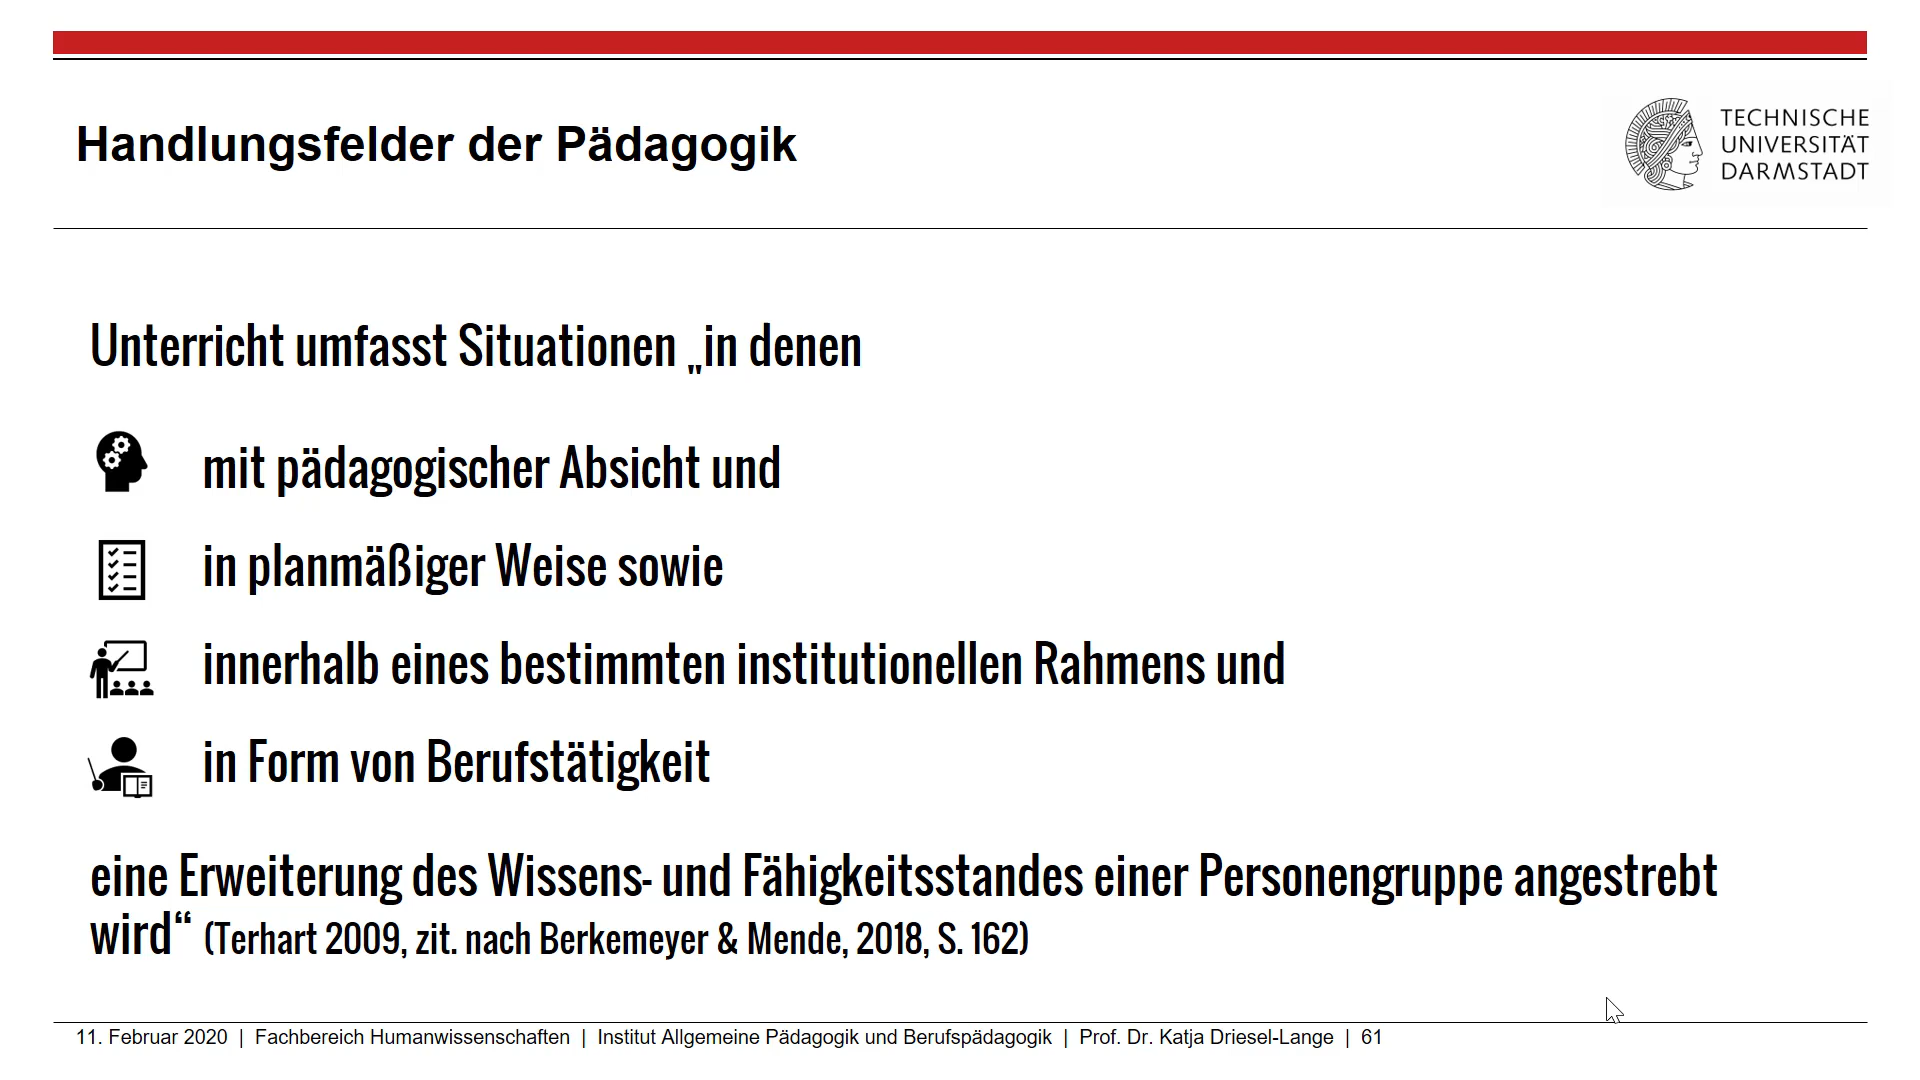 Handlungsfelder der Pädagogik
TECHNISCHE
UNIVERSITÄT
DARMSTADT
Unterricht umfasst Situationen „in denen
mit pädagogischer Absicht und
in planmäßiger Weise sowie
innerhalb eines bestimmten institutionellen Rahmens und
in Form von Berufstätigkeit
eine Erweiterung des Wissens- und Fähigkeitsstandes einer Personengruppe angestrebt
wird“ (Terhart 2009, zit. nach Berkemeyer & Mende, 2018, S. 162)
11. Februar 2020 | Fachbereich Humanwissenschaften | Institut Allgemeine Pädagogik und Berufspädagogik | Prof. Dr. Katja Driesel-Lange | 61